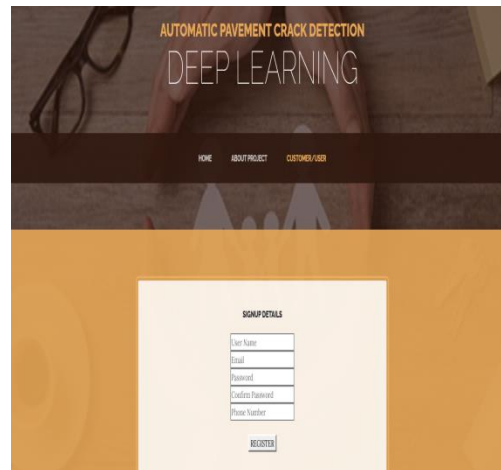 AUTOMATIC PAVEMENT CRACK DETECTION
DEEP LEARNING
HOME ABOUT PROJECT CUSTOMER/USER
SIGNUP DETAILS
User Name
Email
Password
Confirm Password
Phone Number
REGISTER